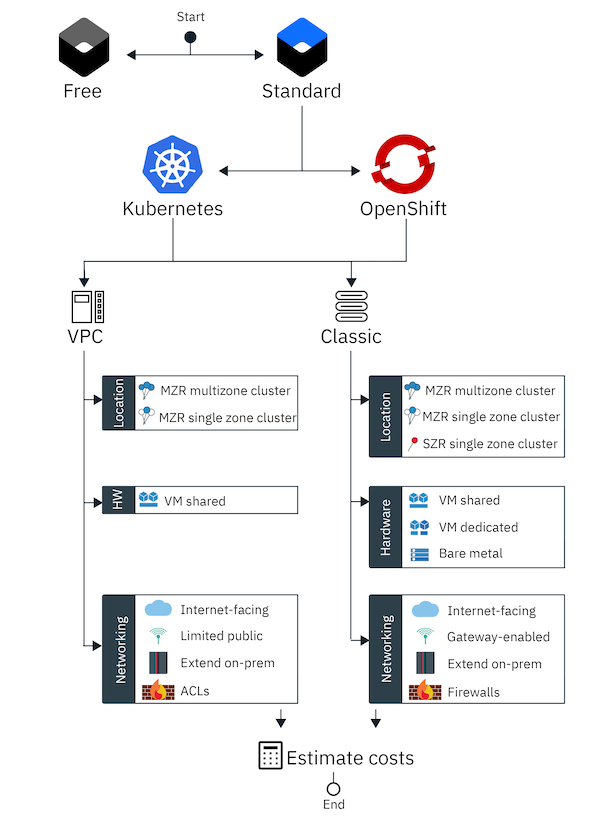 Start
Free
Standard
Kubernetes
OpenShift
VPC
Classic
Location
MZR multizone cluster
MZR single zone cluster
HW
VM shared
Networking
Internet-facing
Limited public
Extend on-prem
ACLs
Location
MZR multizone cluster
MZR single zone cluster
SZR single zone cluster
Hardware
VM shared
VM dedicated
Bare metal
Networking
Internet-facing
Gateway-enabled
Extend on-prem
Firewalls
Estimate costs
End